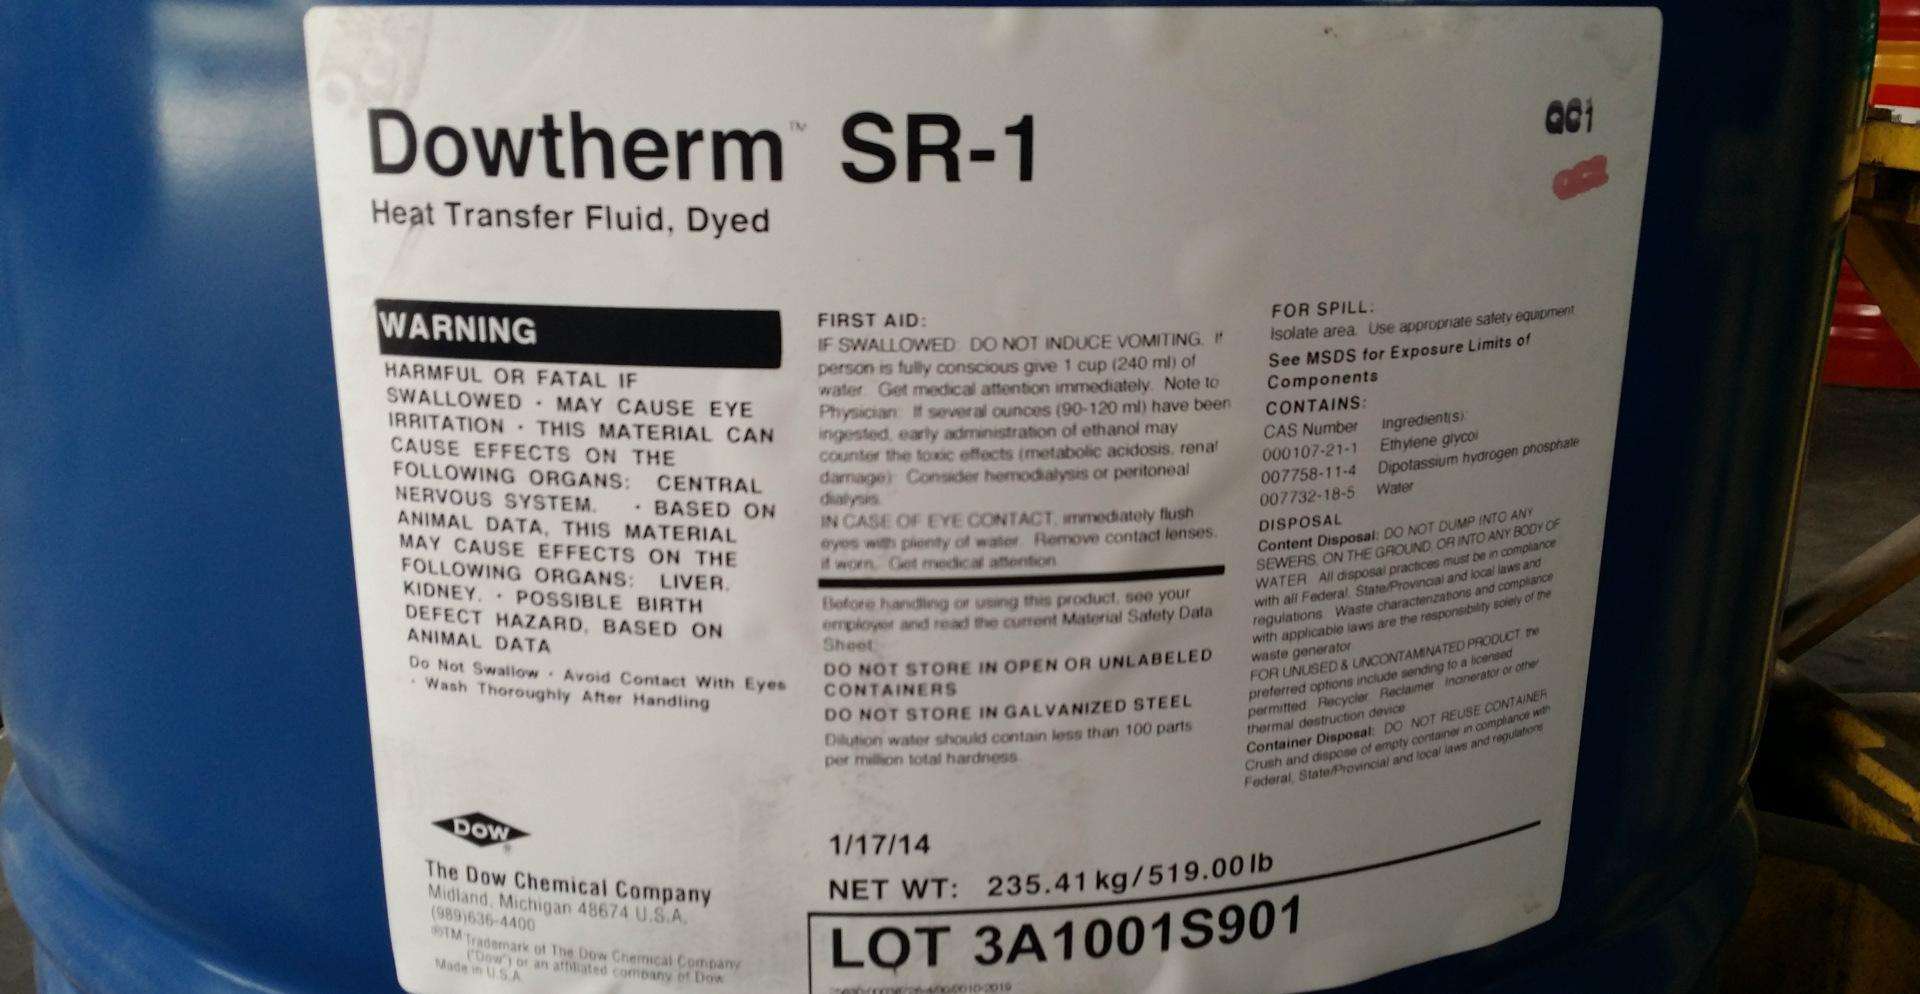 Dowtherm™ SR-1
Heat Transfer Fluid, Dyed
QC1
WARNING
HARMFUL OR FATAL IF
SWALLOWED · MAY CAUSE EYE
IRRITATION · THIS MATERIAL CAN
CAUSE EFFECTS ON THE
FOLLOWING ORGANS: CENTRAL
NERVOUS SYSTEM. · BASED ON
ANIMAL DATA, THIS MATERIAL
MAY CAUSE EFFECTS ON THE
FOLLOWING ORGANS: LIVER.
KIDNEY. · POSSIBLE BIRTH
DEFECT HAZARD, BASED ON
ANIMAL DATA
Do Not Swallow · Avoid Contact With Eyes
· Wash Thoroughly After Handling
FIRST AID:
IF SWALLOWED: DO NOT INDUCE VOMITING. If
person is fully conscious give 1 cup (240 ml) of
water. Get medical attention immediately. Note to
Physician: If several ounces (90-120 ml) have been
ingested, early administration of ethanol may
counter the toxic effects (metabolic acidosis, renal
damage). Consider hemodialysis or peritoneal
dialysis.
IN CASE OF EYE CONTACT, immediately flush
eyes with plenty of water. Remove contact lenses,
if worn. Get medical attention.
Before handling or using this product, see your
employer and read the current Material Safety Data
Sheet.
DO NOT STORE IN OPEN OR UNLABELED
CONTAINERS
DO NOT STORE IN GALVANIZED STEEL
Dilution water should contain less than 100 parts
per million total hardness.
FOR SPILL:
Isolate area. Use appropriate safety equipment
See MSDS for Exposure Limits of
Components
CONTAINS:
CAS Number Ingredient(s):
000107-21-1 Ethylene glycol
007758-11-4 Dipotassium hydrogen phosphate
007732-18-5 Water
DISPOSAL
Content Disposal: DO NOT DUMP INTO ANY
SEWERS, ON THE GROUND, OR INTO ANY BODY OF
WATER. All disposal practices must be in compliance
with all Federal, State/Provincial and local laws and
regulations. Waste characterizations and compliance
with applicable laws are the responsibility solely of the
waste generator.
FOR UNUSED & UNCONTAMINATED PRODUCT, the
preferred options include sending to a licensed
permitted: Recycler. Reclaimer. Incinerator or other
thermal destruction device.
Container Disposal: DO NOT REUSE CONTAINER
Crush and dispose of empty container in compliance with
Federal, State/Provincial and local laws and regulations
DOW
®
The Dow Chemical Company
Midland, Michigan 48674 U.S.A.
(989)636-4400
®TM Trademark of The Dow Chemical Company
("Dow") or an affiliated company of Dow
Made in U.S.A.
1/17/14
NET WT: 235.41 kg/519.00 lb
LOT 3A1001S901